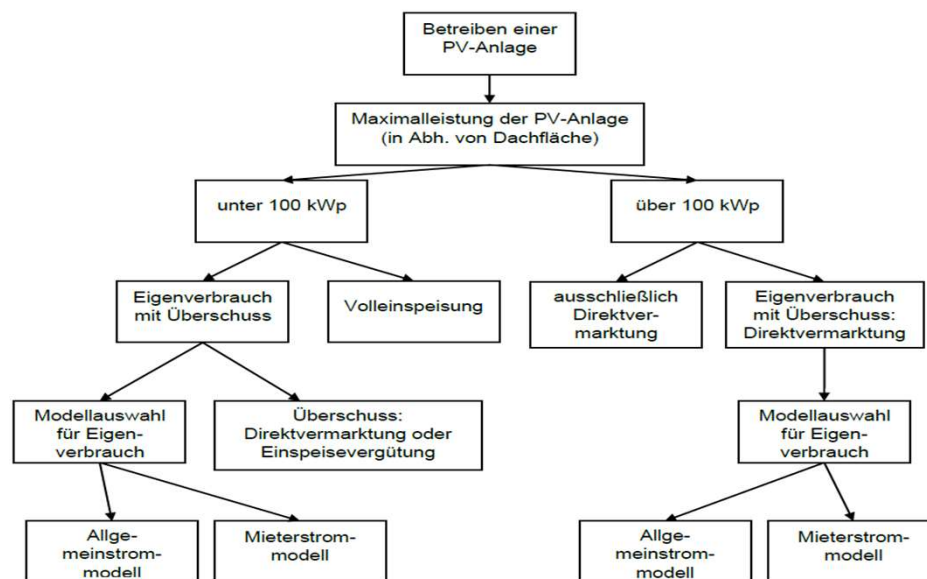 Betreiben einer
PV-Anlage
Maximalleistung der PV-Anlage
(in Abh. von Dachfläche)
unter 100 kWp
über 100 kWp
Eigenverbrauch
mit Überschuss
Volleinspeisung
ausschließlich
Direktver-
marktung
Eigenverbrauch
mit Überschuss:
Direktvermarktung
Modellauswahl
für Eigen-
verbrauch
Überschuss:
Direktvermarktung oder
Einspeisevergütung
Modellauswahl
für Eigen-
verbrauch
Allge-
meinstrom-
modell
Mieterstrom-
modell
Allge-
meinstrom-
modell
Mieterstrom-
modell